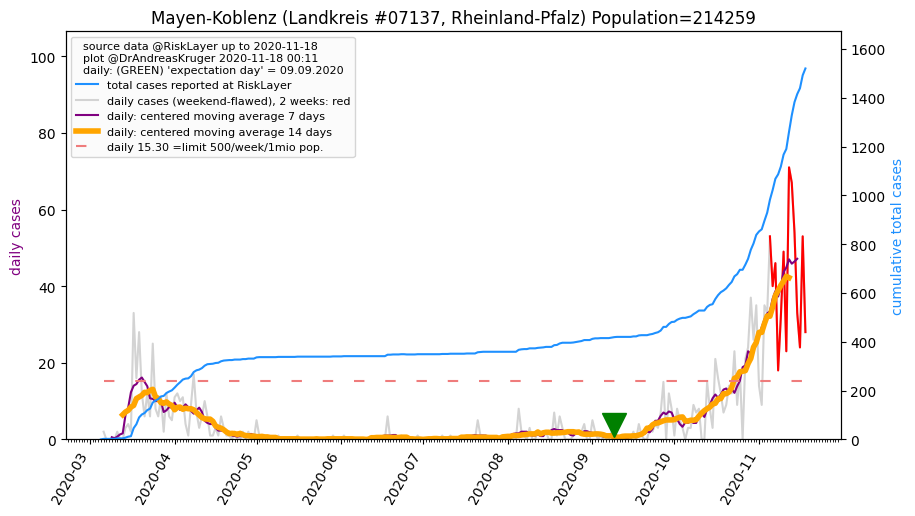 Mayen-Koblenz (Landkreis #07137, Rheinland-Pfalz) Population=214259
source data @RiskLayer up to 2020-11-18
plot @DrAndreasKruger 2020-11-18 00:11
daily: (GREEN) 'expectation day' = 09.09.2020
total cases reported at RiskLayer
daily cases (weekend-flawed), 2 weeks: red
daily: centered moving average 7 days
daily: centered moving average 14 days
daily 15.30 =limit 500/week/1mio pop.
daily cases
100
80
60
40
20
0
cumulative total cases
1600
1400
1200
1000
800
600
400
200
0
2020-03
2020-04
2020-05
2020-06
2020-07
2020-08
2020-09
2020-10
2020-11